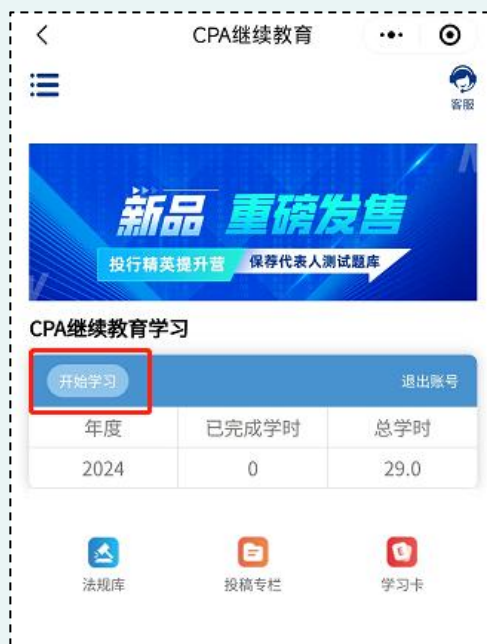 CPA继续教育
客服
新品 重磅发售
投行精英提升营 保荐代表人测试题库
CPA继续教育学习
开始学习 退出账号
年度 已完成学时 总学时
2024 0 29.0
法规库 投稿专栏 学习卡